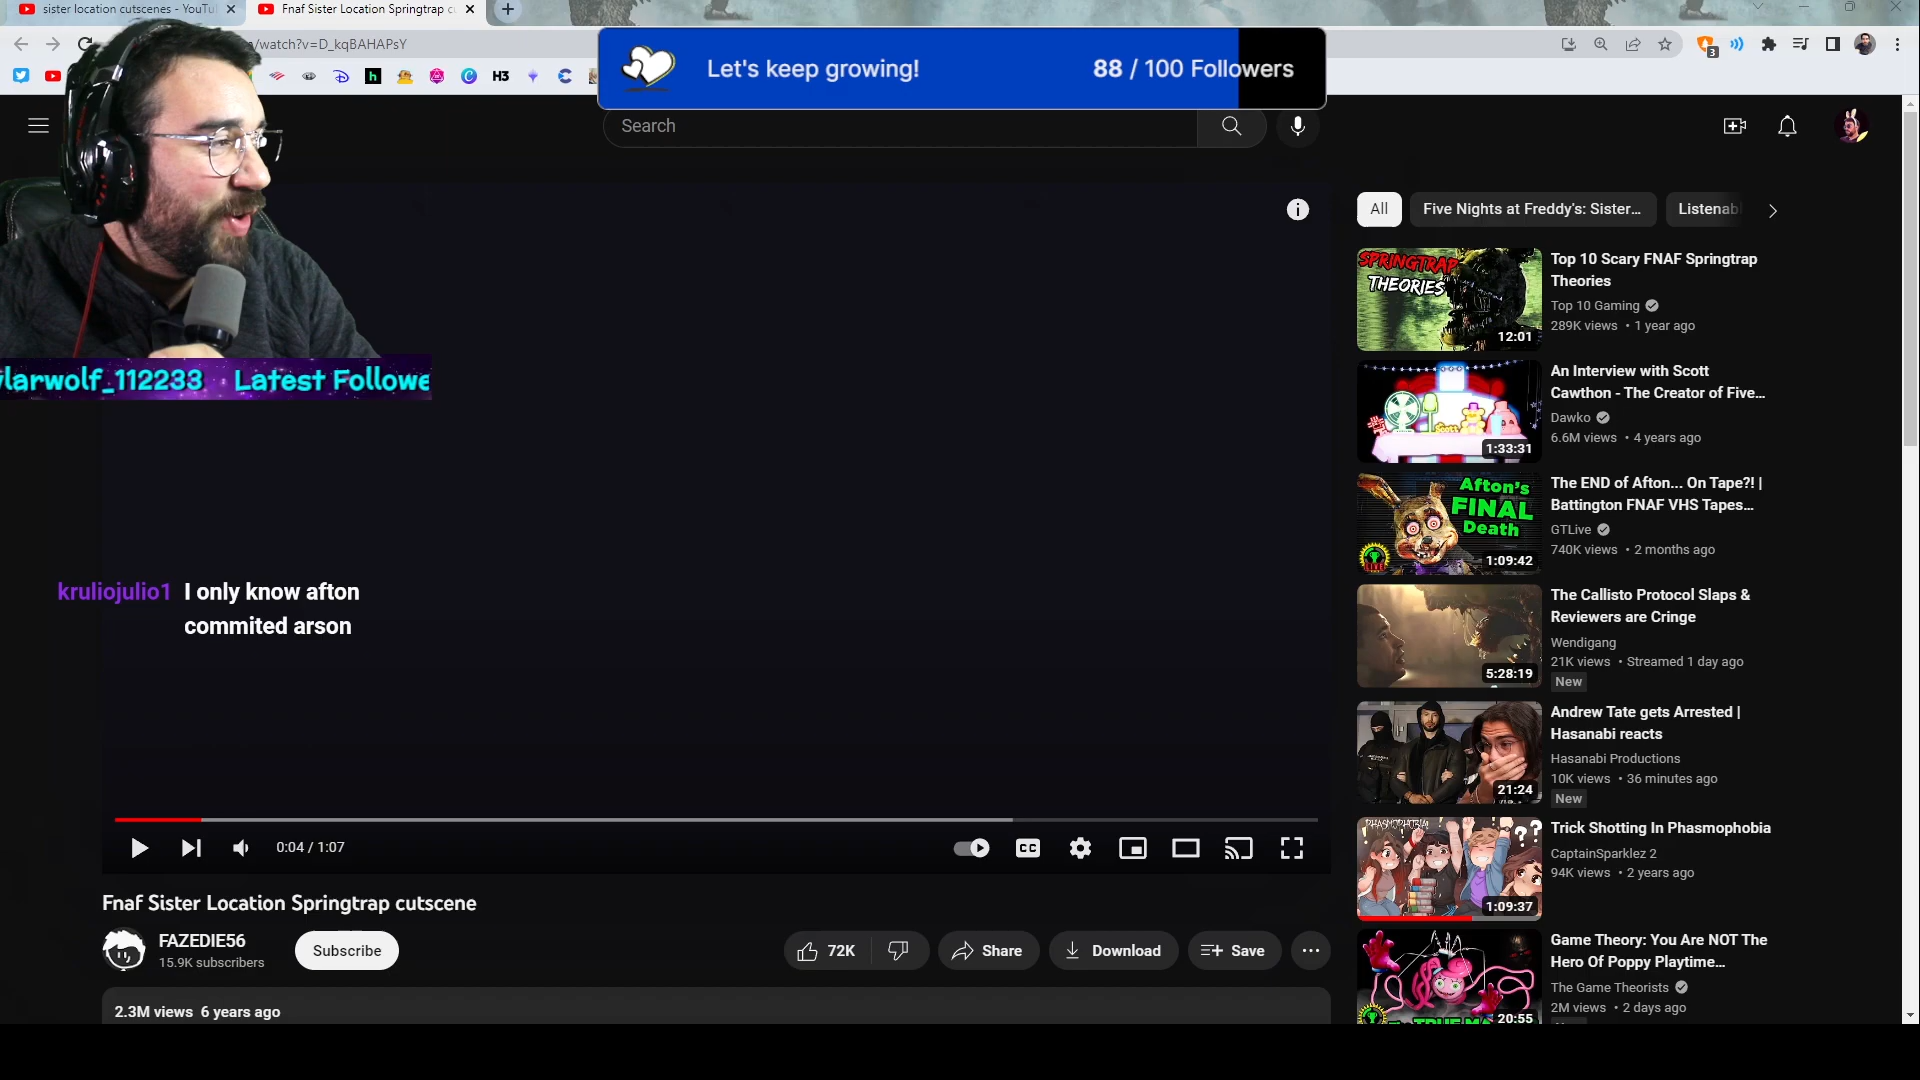 sister location cutscenes - YouTu
Fnaf Sister Location Springtrap cu
/watch?v=D_kqBAHAPsY
3
h
H3
Let's keep growing!
88 / 100 Followers
Search
ylarwolf_112233 Latest Followe
kruliojulio1 I only know afton
commited arson
0:04 / 1:07
CC
Fnaf Sister Location Springtrap cutscene
FAZEDIE56
15.9K subscribers
Subscribe
72K
Share
Download
Save
2.3M views 6 years ago
All
Five Nights at Freddy's: Sister...
Listenab
SPRINGTRAP
THEORIES
12:01
Top 10 Scary FNAF Springtrap
Theories
Top 10 Gaming
289K views • 1 year ago
1:33:31
An Interview with Scott
Cawthon - The Creator of Five...
Dawko
6.6M views • 4 years ago
Afton's
FINAL
Death
LIVE
1:09:42
The END of Afton... On Tape?! |
Battington FNAF VHS Tapes...
GTLive
740K views • 2 months ago
5:28:19
The Callisto Protocol Slaps &
Reviewers are Cringe
Wendigang
21K views • Streamed 1 day ago
New
21:24
Andrew Tate gets Arrested |
Hasanabi reacts
Hasanabi Productions
10K views • 36 minutes ago
New
PHASMOPHOBIA
??
1:09:37
Trick Shotting In Phasmophobia
CaptainSparklez 2
94K views • 2 years ago
20:55
Game Theory: You Are NOT The
Hero Of Poppy Playtime...
The Game Theorists
2M views • 2 days ago